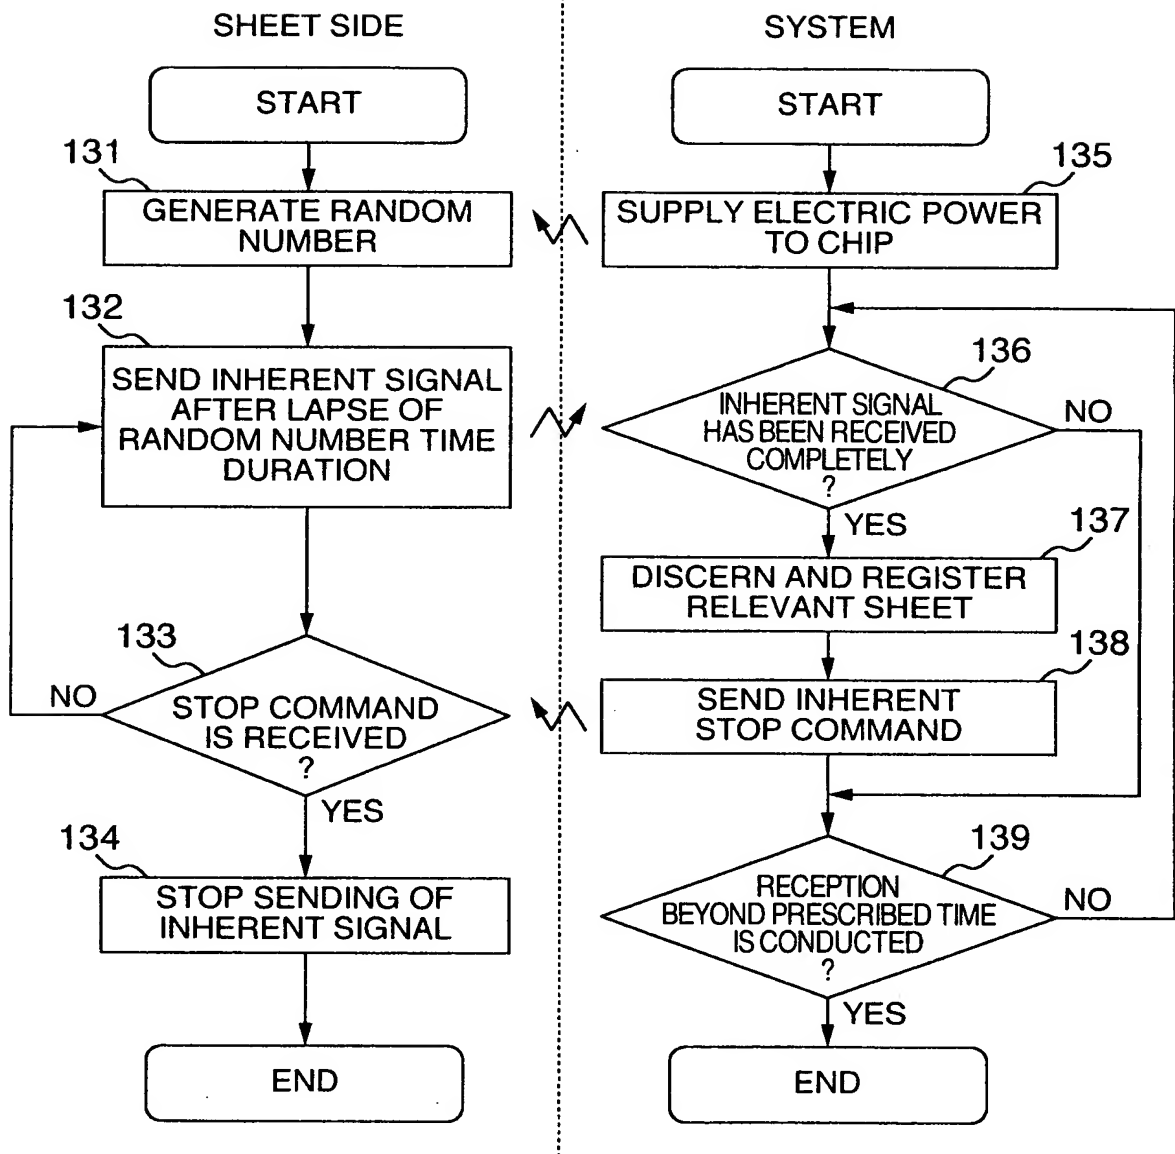 SHEET SIDE
START
131
GENERATE RANDOM
NUMBER
132
SEND INHERENT SIGNAL
AFTER LAPSE OF
RANDOM NUMBER TIME
DURATION
133
STOP COMMAND
IS RECEIVED
?
NO
YES
134
STOP SENDING OF
INHERENT SIGNAL
END
SYSTEM
START
135
SUPPLY ELECTRIC POWER
TO CHIP
136
INHERENT SIGNAL
HAS BEEN RECEIVED
COMPLETELY
?
NO
YES
137
DISCERN AND REGISTER
RELEVANT SHEET
138
SEND INHERENT
STOP COMMAND
139
RECEPTION
BEYOND PRESCRIBED TIME
IS CONDUCTED
?
NO
YES
END